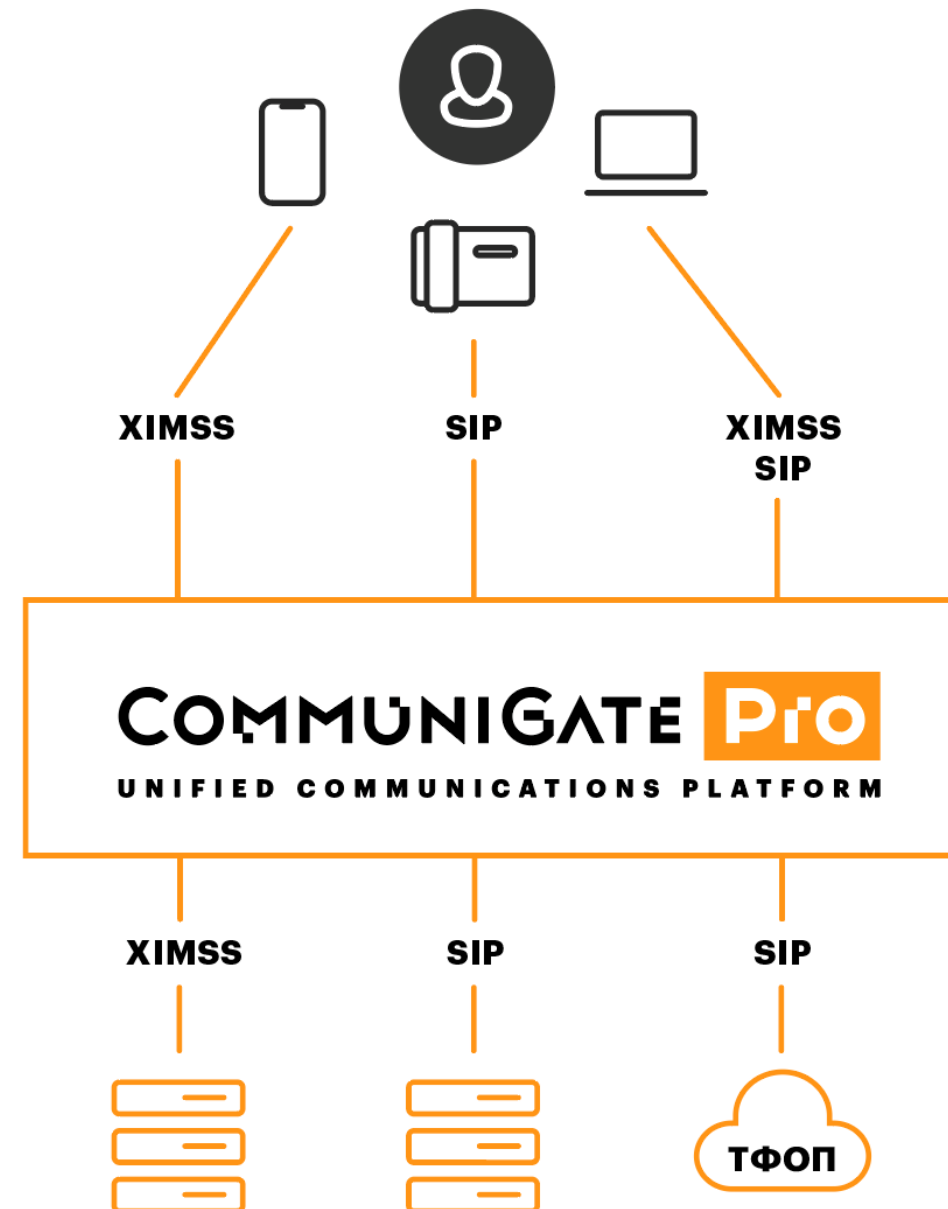 XIMSS
SIP
XIMSS
SIP
COMMUNIGATE Pro
UNIFIED COMMUNICATIONS PLATFORM
XIMSS
SIP
SIP
ТФОП